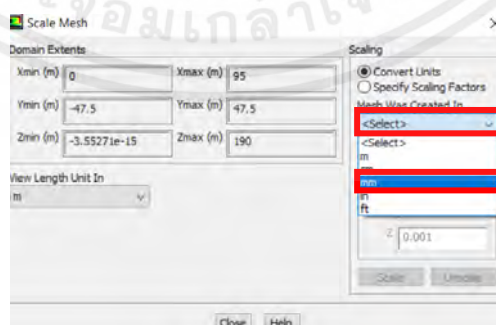 Scale Mesh
Domain Extents
Xmin (m) 0 Xmax (m) 95
Ymin (m) -47.5 Ymax (m) 47.5
Zmin (m) -3.55271e-15 Zmax (m) 190
View Length Unit In
m
Scaling
Convert Units
Specify Scaling Factors
Mesh Was Created In
<Select>
<Select>
m
cm
mm
in
ft
Z 0.001
Scale Unscale
Close Help